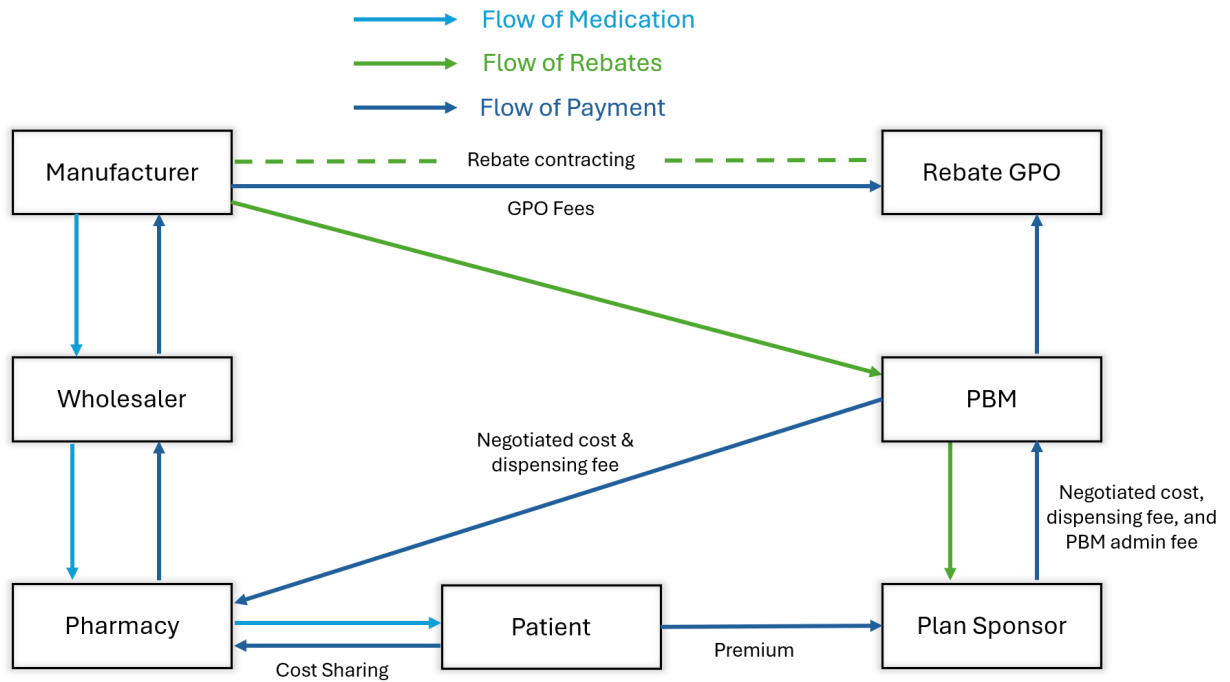 Flow of Medication
Flow of Rebates
Flow of Payment
Manufacturer
Rebate contracting
Rebate GPO
GPO Fees
Wholesaler
PBM
Negotiated cost &
dispensing fee
Negotiated cost,
dispensing fee, and
PBM admin fee
Pharmacy
Patient
Plan Sponsor
Cost Sharing
Premium